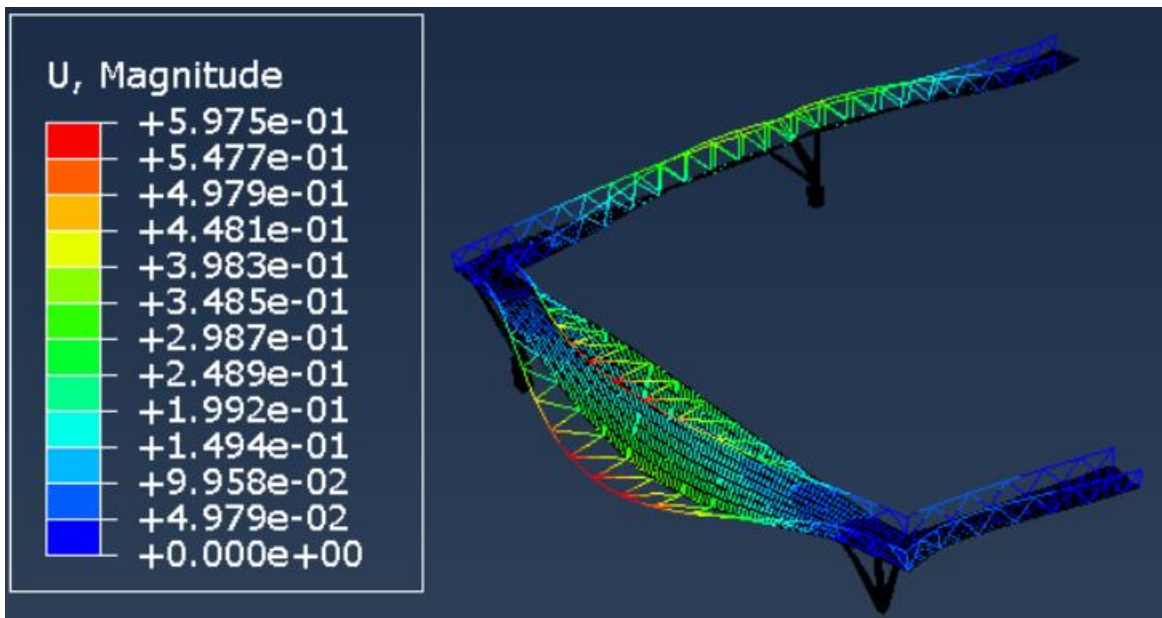 U, Magnitude
+5.975e-01
+5.477e-01
+4.979e-01
+4.481e-01
+3.983e-01
+3.485e-01
+2.987e-01
+2.489e-01
+1.992e-01
+1.494e-01
+9.958e-02
+4.979e-02
+0.000e+00